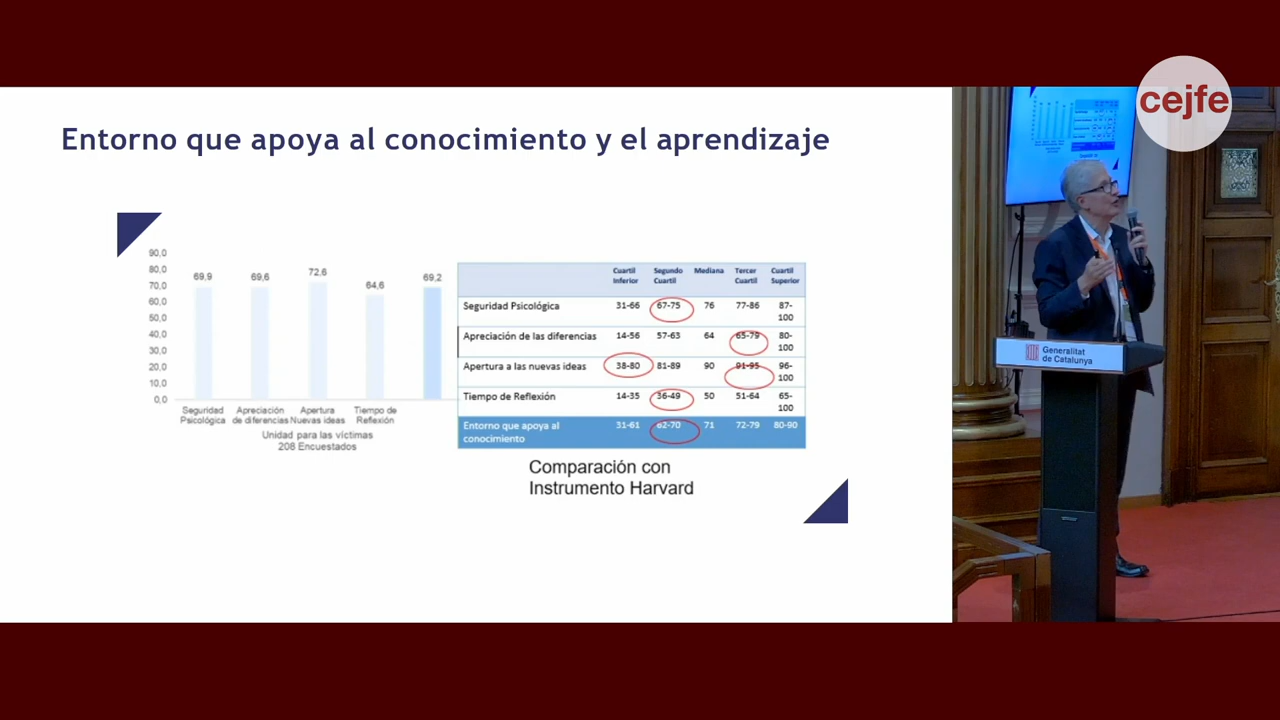 cejfe
Entorno que apoya al conocimiento y el aprendizaje
90,0
80,0
70,0
60,0
50,0
40,0
30,0
20,0
10,0
0,0
69,9
69,6
72,6
64,6
69,2
Seguridad
Psicológica
Apreciación
de diferencias
Apertura
Nuevas ideas
Tiempo de
Reflexión
Unidad para las víctimas
208 Encuestados
Cuartil Inferior Segundo Cuartil Mediana Tercer Cuartil Cuartil Superior
Seguridad Psicológica 31-66 67-75 76 77-86 87-100
Apreciación de las diferencias 14-56 57-63 64 65-79 80-100
Apertura a las nuevas ideas 38-80 81-89 90 91-95 96-100
Tiempo de Reflexión 14-35 36-49 50 51-64 65-100
Entorno que apoya al conocimiento 31-61 62-70 71 72-79 80-90
Comparación con
Instrumento Harvard
Generalitat
de Catalunya